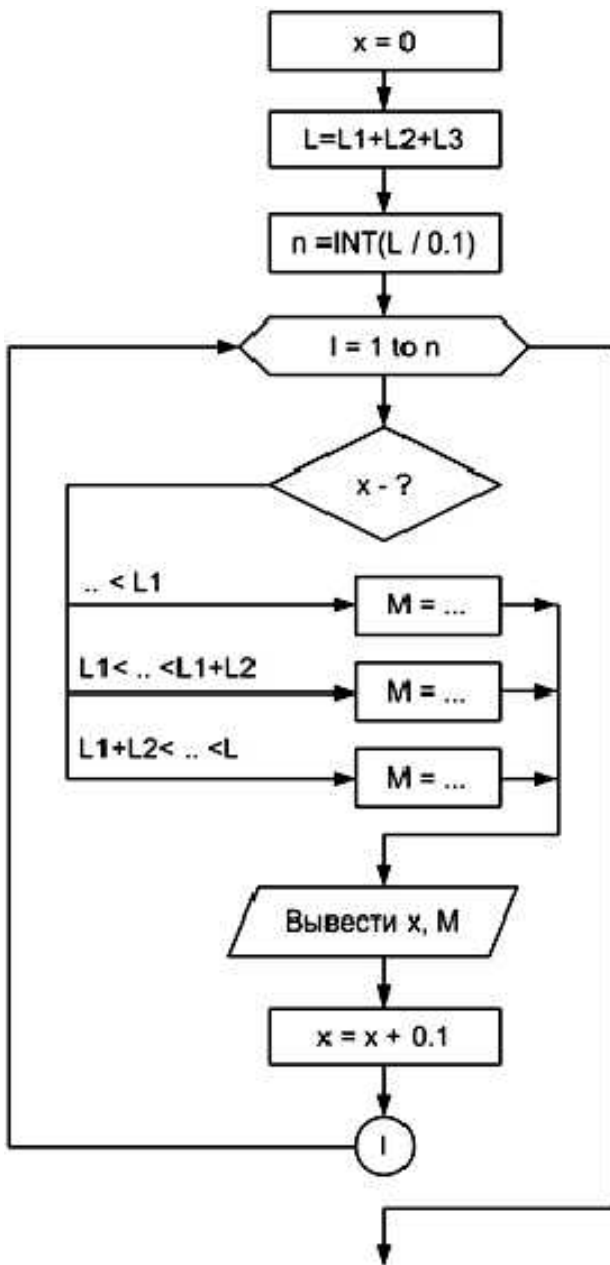 x = 0
L=L1+L2+L3
n =INT(L / 0.1)
I = 1 to n
x - ?
.. < L1
M = ...
L1< .. <L1+L2
M = ...
L1+L2< .. <L
M = ...
Вывести x, M
x = x + 0.1
I